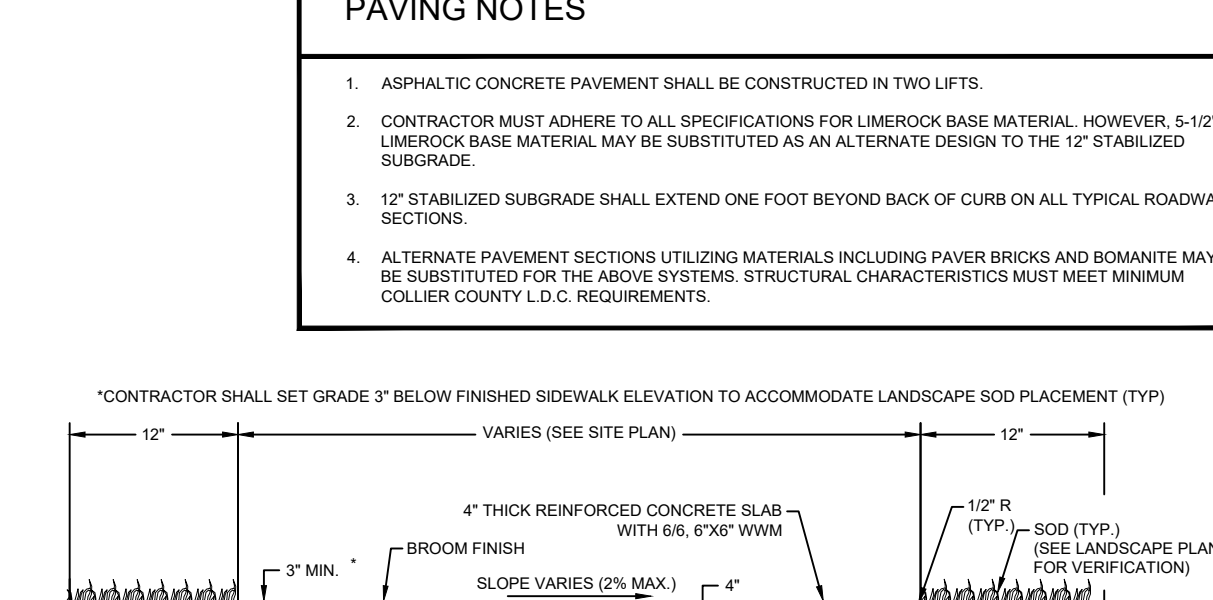 PAVING NOTES
1. ASPHALTIC CONCRETE PAVEMENT SHALL BE CONSTRUCTED IN TWO LIFTS.
2. CONTRACTOR MUST ADHERE TO ALL SPECIFICATIONS FOR LIMEROCK BASE MATERIAL. HOWEVER, 5-1/2"
LIMEROCK BASE MATERIAL MAY BE SUBSTITUTED AS AN ALTERNATE DESIGN TO THE 12" STABILIZED
SUBGRADE.
3. 12" STABILIZED SUBGRADE SHALL EXTEND ONE FOOT BEYOND BACK OF CURB ON ALL TYPICAL ROADWA
SECTIONS.
4. ALTERNATE PAVEMENT SECTIONS UTILIZING MATERIALS INCLUDING PAVER BRICKS AND BOMANITE MAY
BE SUBSTITUTED FOR THE ABOVE SYSTEMS. STRUCTURAL CHARACTERISTICS MUST MEET MINIMUM
COLLIER COUNTY L.D.C. REQUIREMENTS.
*CONTRACTOR SHALL SET GRADE 3" BELOW FINISHED SIDEWALK ELEVATION TO ACCOMMODATE LANDSCAPE SOD PLACEMENT (TYP)
12" VARIES (SEE SITE PLAN) 12"
4" THICK REINFORCED CONCRETE SLAB
WITH 6/6, 6"X6" WWM
1/2" R
(TYP.)
SOD (TYP.)
(SEE LANDSCAPE PLAN
FOR VERIFICATION)
BROOM FINISH
3" MIN. *
SLOPE VARIES (2% MAX.)
4"